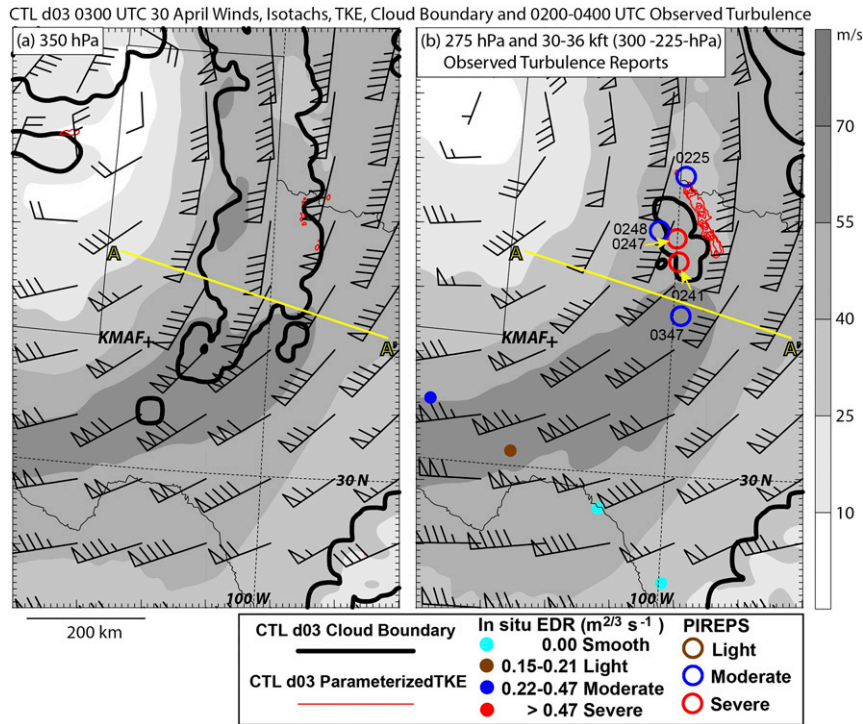 CTL d03 0300 UTC 30 April Winds, Isotachs, TKE, Cloud Boundary and 0200-0400 UTC Observed Turbulence
(a) 350 hPa
(b) 275 hPa and 30-36 kft (300 -225-hPa)
Observed Turbulence Reports
m/s
70
55
40
25
10
A
A'
KMAF
100 W
0225
0248
0247
0241
0347
A
A'
KMAF
30 N
100 W
200 km
CTL d03 Cloud Boundary
CTL d03 ParameterizedTKE
In situ EDR (m2/3 s-1)
0.00 Smooth
0.15-0.21 Light
0.22-0.47 Moderate
> 0.47 Severe
PIREPS
Light
Moderate
Severe